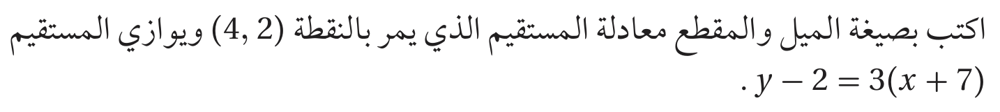 اكتب بصيغة الميل والمقطع معادلة المستقيم الذي يمر بالنقطة (4, 2) ويوازي المستقيم
y − 2 = 3(x + 7) .